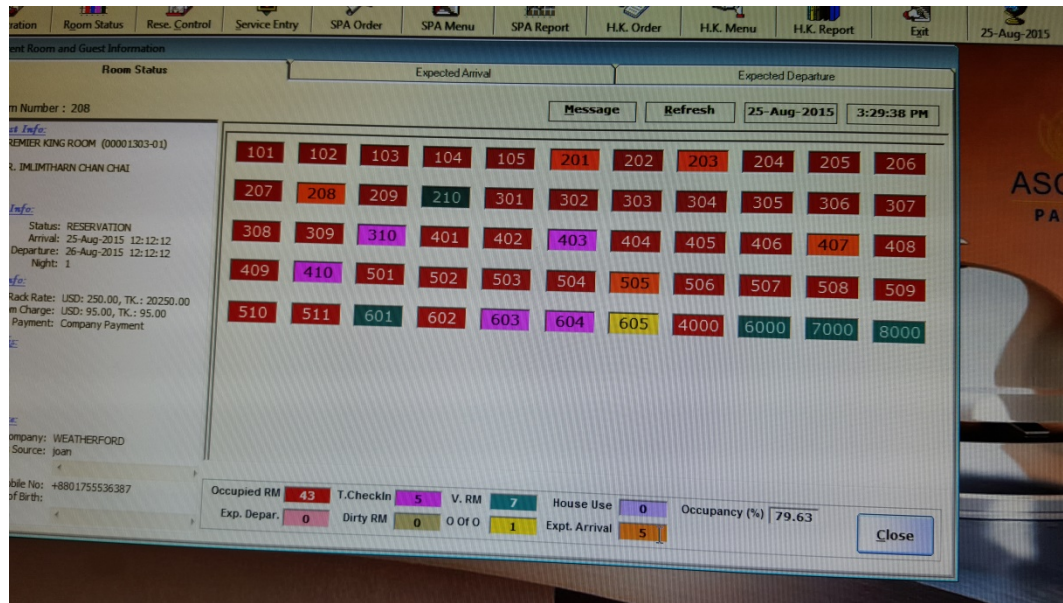 Room Status Rese. Control Service Entry SPA Order SPA Menu SPA Report H.K. Order H.K. Menu H.K. Report Exit 25-Aug-2015
Room and Guest Information
Room Status Expected Arrival Expected Departure
Number : 208 Message Refresh 25-Aug-2015 3:29:38 PM
Info:
KING ROOM (00001303-01)
IMLIMTHARN CHAN CHAI
Info:
Status: RESERVATION
Arrival: 25-Aug-2015 12:12:12
Departure: 26-Aug-2015 12:12:12
Night: 1
Rack Rate: USD: 250.00, TK.: 20250.00
Charge: USD: 95.00, TK.: 95.00
Payment: Company Payment
WEATHERFORD
Source: joan
No: +8801755536387
of Birth:
101 102 103 104 105 201 202 203 204 205 206
207 208 209 210 301 302 303 304 305 306 307
308 309 310 401 402 403 404 405 406 407 408
409 410 501 502 503 504 505 506 507 508 509
510 511 601 602 603 604 605 4000 6000 7000 8000
Occupied RM 43 T.CheckIn 5 V. RM 7 House Use 0 Occupancy (%) 79.63
Exp. Depar. 0 Dirty RM 0 O Of O 1 Expt. Arrival 5 Close